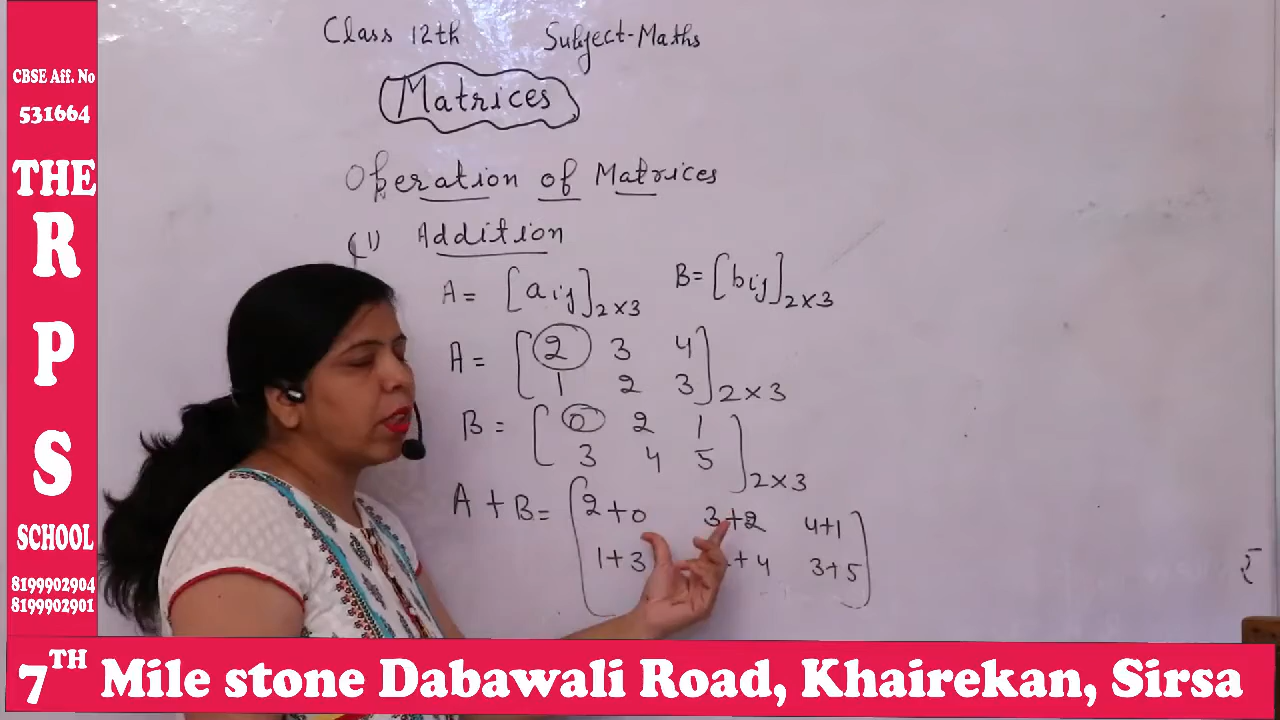 CBSE Aff. No
531664
THE
R
P
S
SCHOOL
8199902904
8199902901
Class 12th Subject-Maths
Matrices
Operation of Matrices
(1) Addition
A = [aij]2×3 B = [bij]2×3
A = [2 3 4
1 2 3]2×3
B = [0 2 1
3 4 5]2×3
A + B = [2+0 3+2 4+1
1+3 + 4 3+5]
7TH Mile stone Dabawali Road, Khairekan, Sirsa